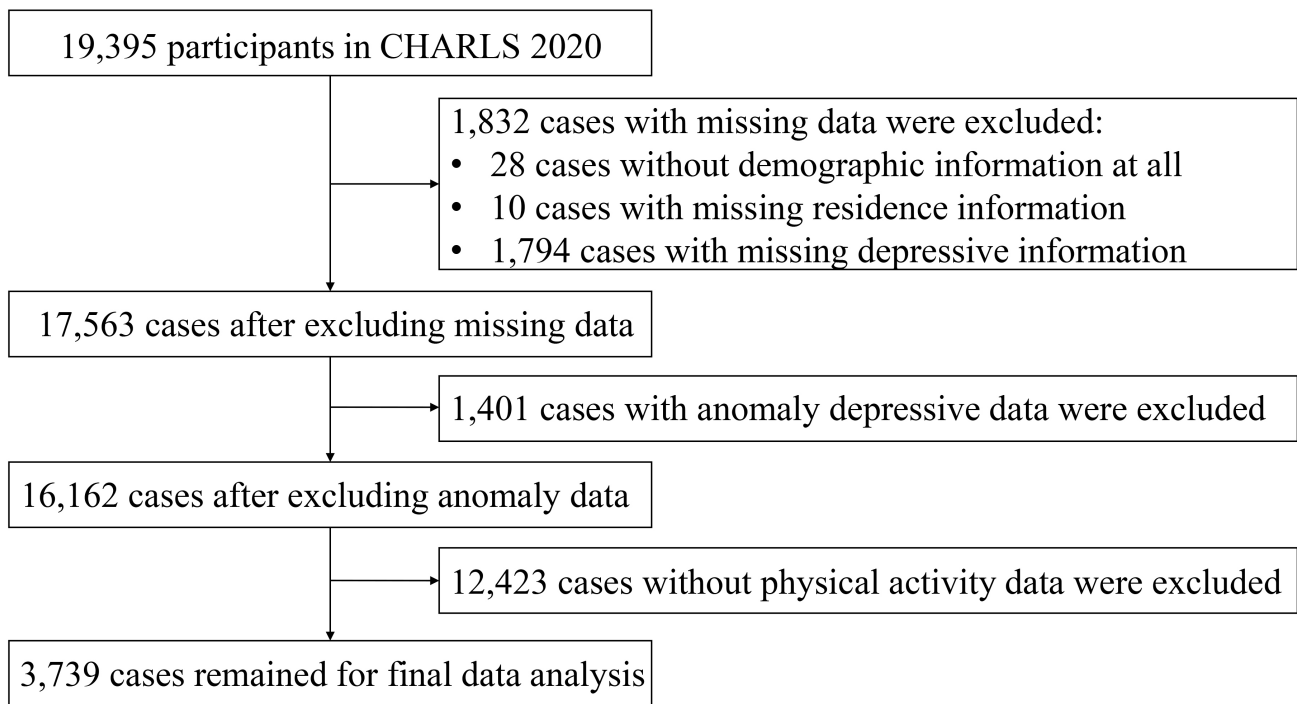 19,395 participants in CHARLS 2020
1,832 cases with missing data were excluded:
• 28 cases without demographic information at all
• 10 cases with missing residence information
• 1,794 cases with missing depressive information
17,563 cases after excluding missing data
1,401 cases with anomaly depressive data were excluded
16,162 cases after excluding anomaly data
12,423 cases without physical activity data were excluded
3,739 cases remained for final data analysis